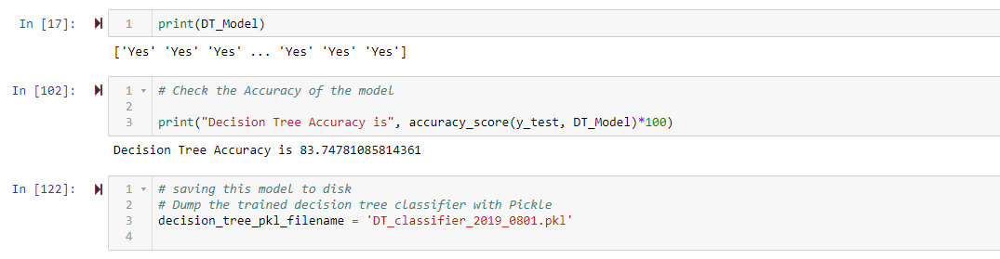 In [17]:
1 print(DT_Model)
['Yes' 'Yes' 'Yes' ... 'Yes' 'Yes' 'Yes']
In [102]:
1 # Check the Accuracy of the model
2
3 print("Decision Tree Accuracy is", accuracy_score(y_test, DT_Model)*100)
Decision Tree Accuracy is 83.74781085814361
In [122]:
1 # saving this model to disk
2 # Dump the trained decision tree classifier with Pickle
3 decision_tree_pkl_filename = 'DT_classifier_2019_0801.pkl'
4